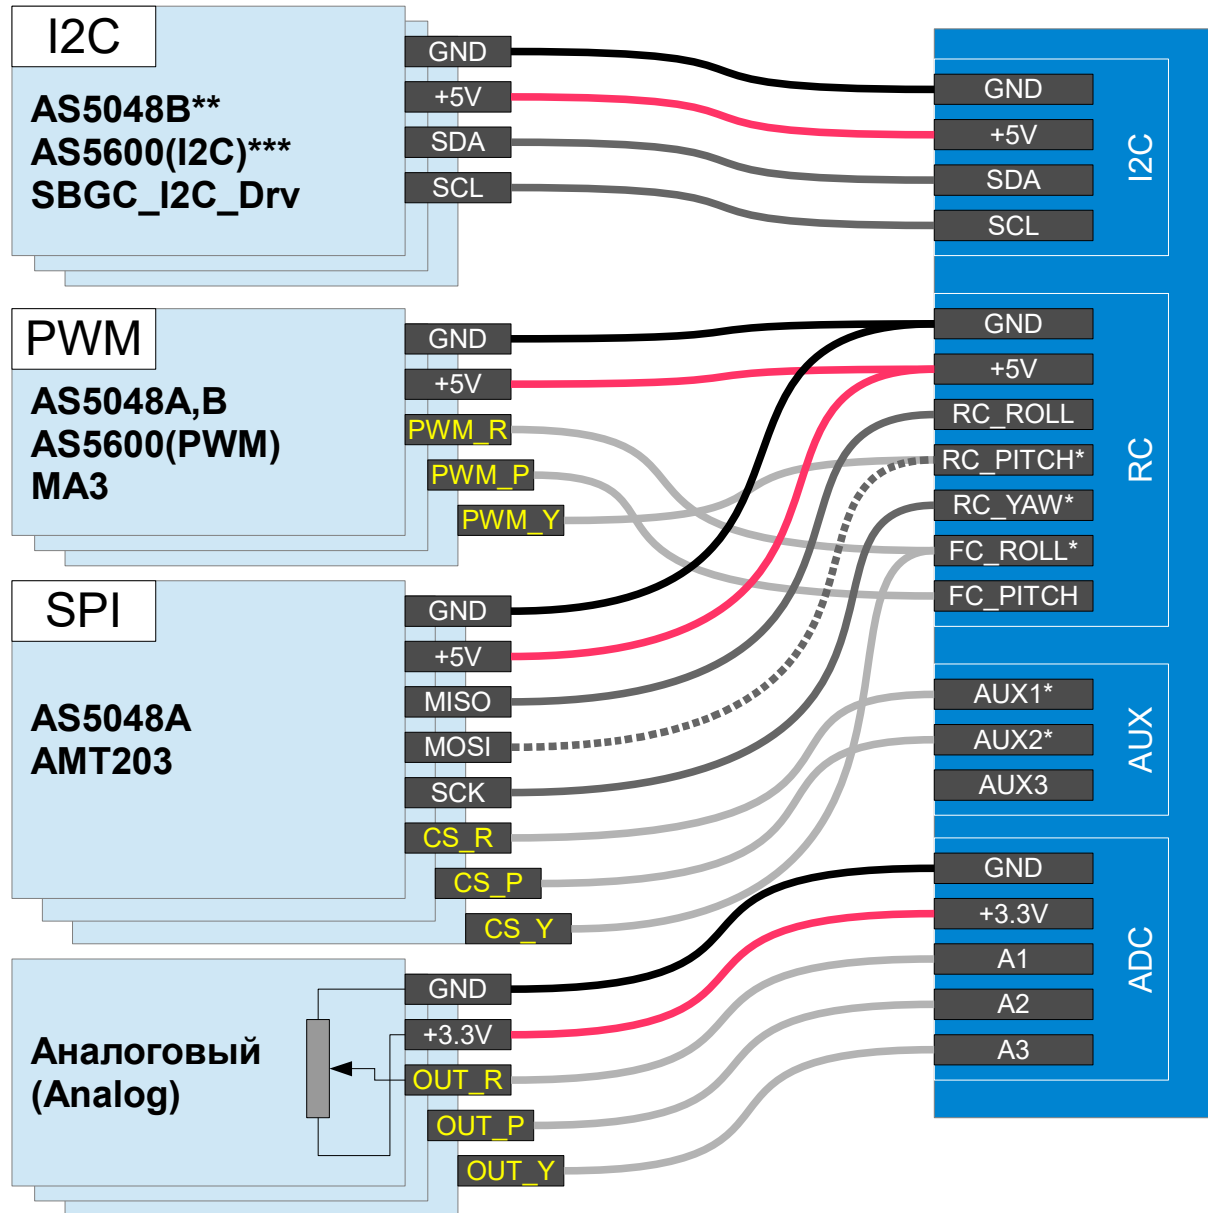 I2C
AS5048B**
AS5600(I2C)***
SBGC_I2C_Drv
GND
+5V
SDA
SCL
PWM
AS5048A,B
AS5600(PWM)
MA3
GND
+5V
PWM_R
PWM_P
PWM_Y
SPI
AS5048A
AMT203
GND
+5V
MISO
MOSI
SCK
CS_R
CS_P
CS_Y
Аналоговый
(Analog)
GND
+3.3V
OUT_R
OUT_P
OUT_Y
GND
+5V
SDA
SCL
I2C
GND
+5V
RC_ROLL
RC_PITCH*
RC_YAW*
FC_ROLL*
FC_PITCH
RC
AUX1*
AUX2*
AUX3
AUX
GND
+3.3V
A1
A2
A3
ADC